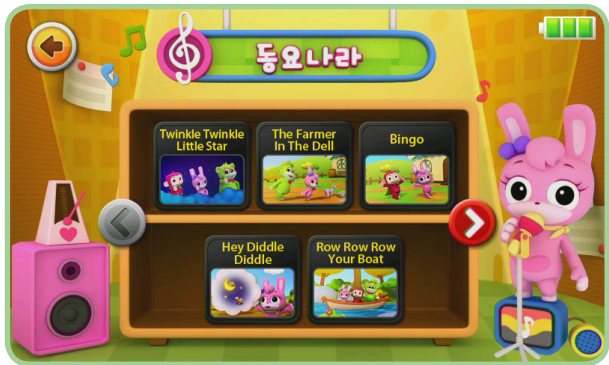 동요나라
Twinkle Twinkle
Little Star
The Farmer
In The Dell
Bingo
Hey Diddle
Diddle
Row Row Row
Your Boat